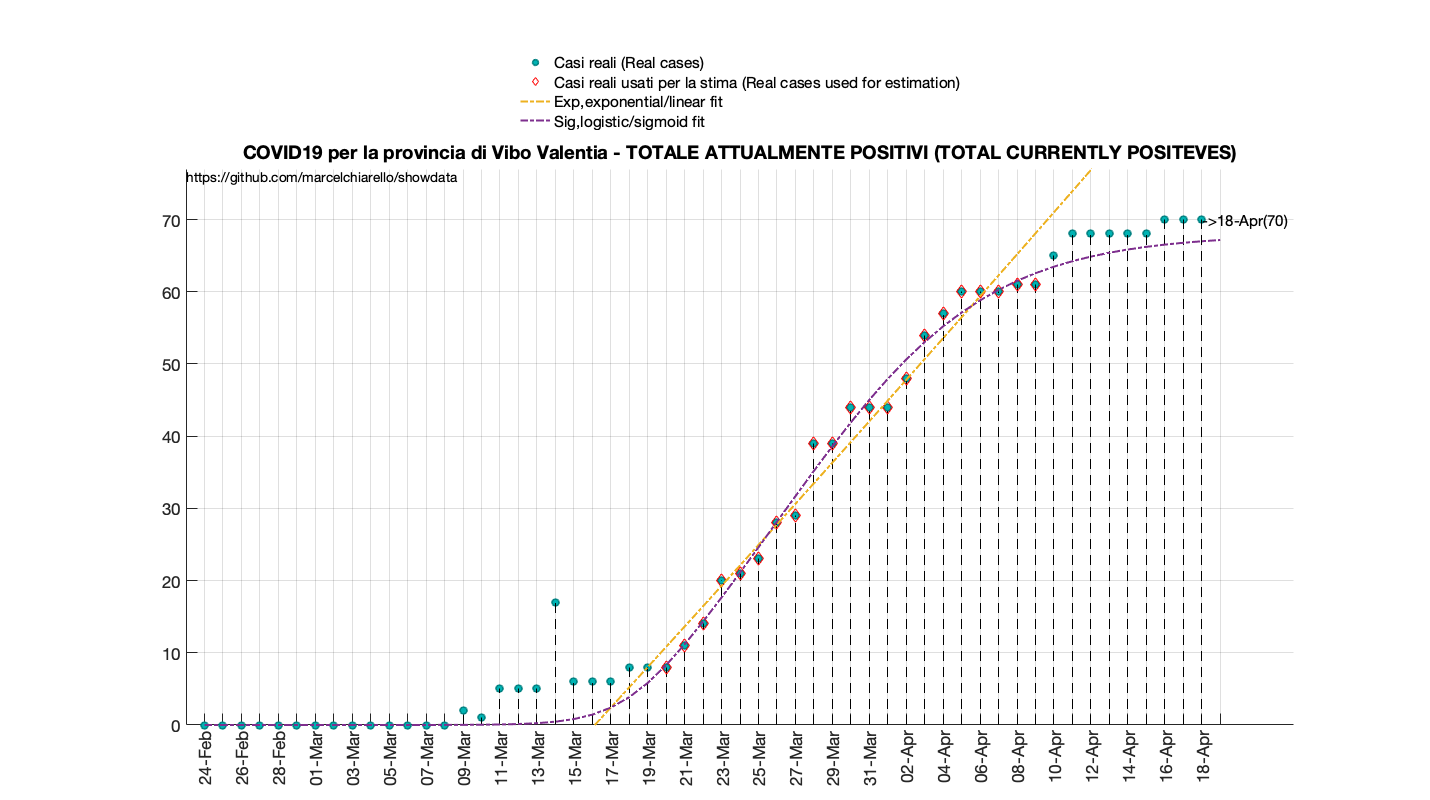 Casi reali (Real cases)
Casi reali usati per la stima (Real cases used for estimation)
Exp,exponential/linear fit
Sig,logistic/sigmoid fit
COVID19 per la provincia di Vibo Valentia - TOTALE ATTUALMENTE POSITIVI (TOTAL CURRENTLY POSITEVES)
https://github.com/marcelchiarello/showdata
70
->18-Apr(70)
60
50
40
30
20
10
0
24-Feb
26-Feb
28-Feb
01-Mar
03-Mar
05-Mar
07-Mar
09-Mar
11-Mar
13-Mar
15-Mar
17-Mar
19-Mar
21-Mar
23-Mar
25-Mar
27-Mar
29-Mar
31-Mar
02-Apr
04-Apr
06-Apr
08-Apr
10-Apr
12-Apr
14-Apr
16-Apr
18-Apr